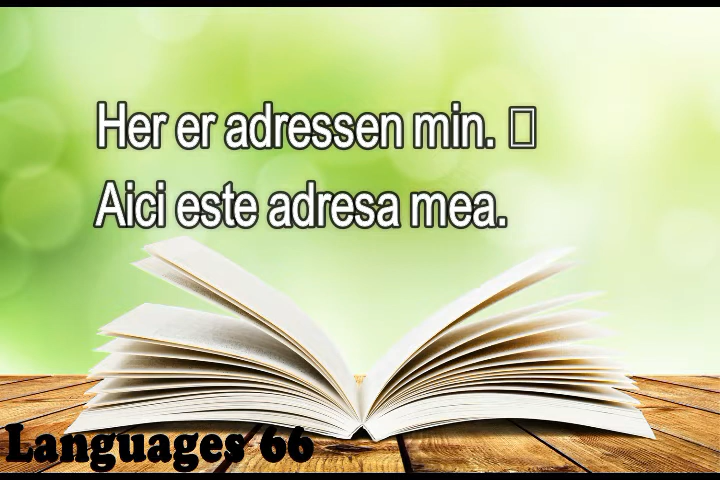 Her er adressen min. 
Aici este adresa mea.
Languages 66